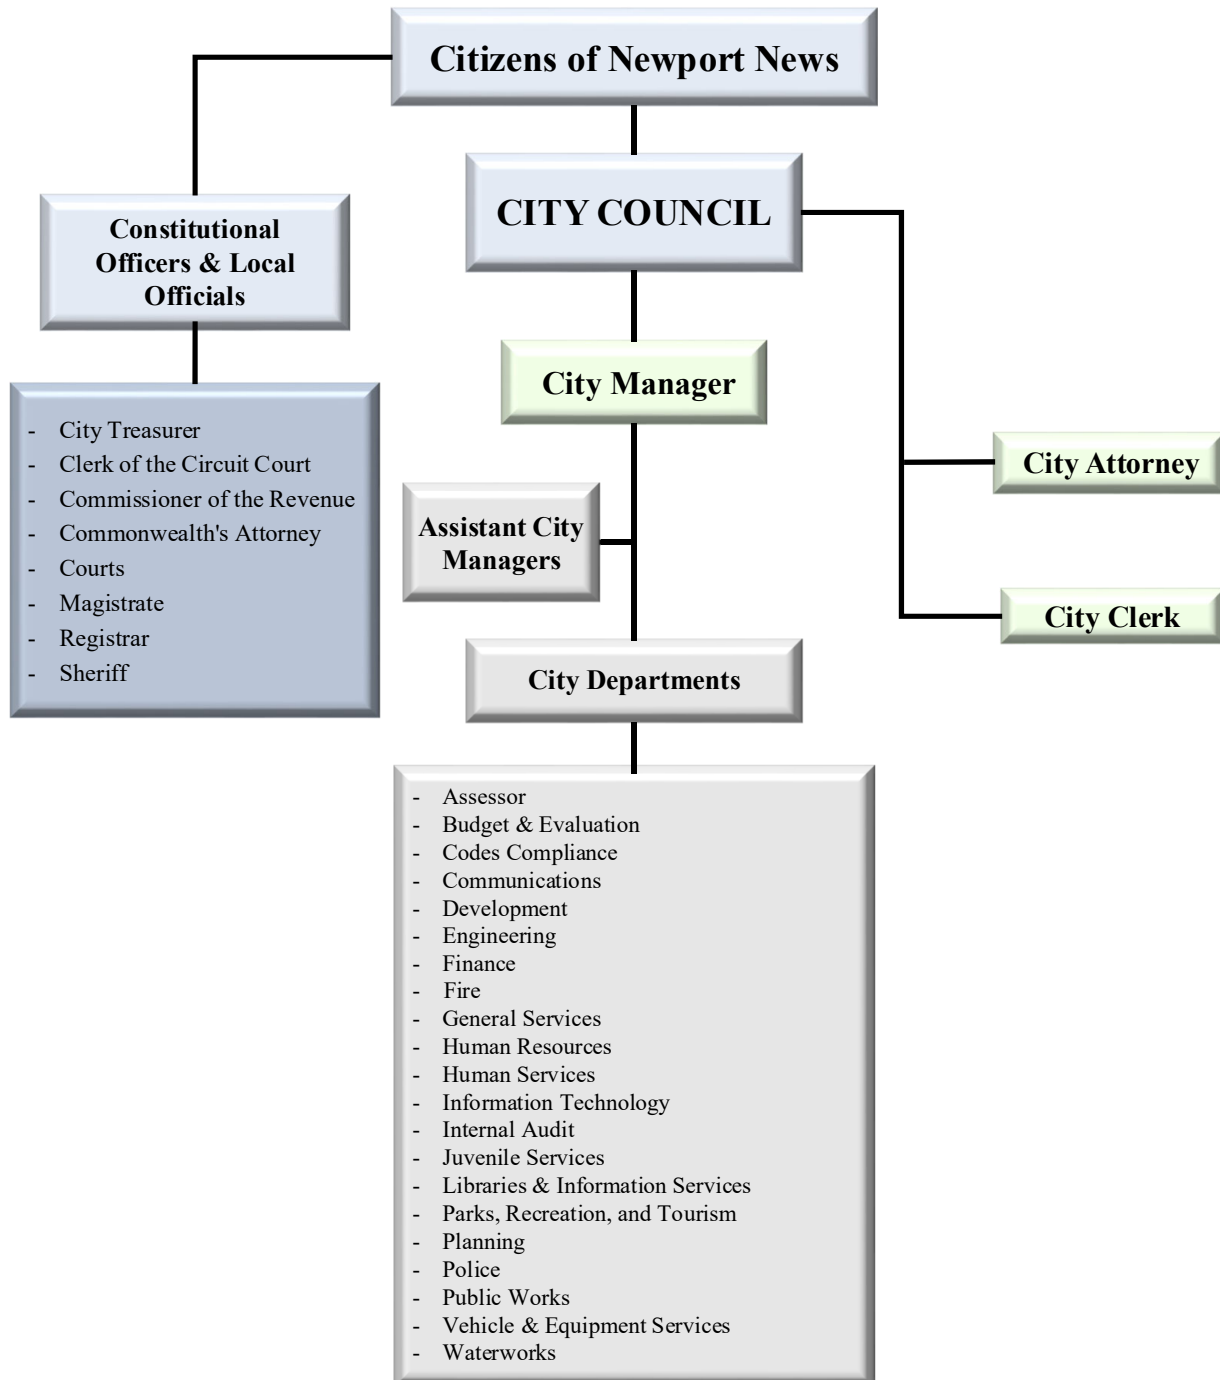 Citizens of Newport News
CITY COUNCIL
Constitutional
Officers & Local
Officials
City Manager
- City Treasurer
- Clerk of the Circuit Court
- Commissioner of the Revenue
- Commonwealth's Attorney
- Courts
- Magistrate
- Registrar
- Sheriff
City Attorney
Assistant City
Managers
City Clerk
City Departments
- Assessor
- Budget & Evaluation
- Codes Compliance
- Communications
- Development
- Engineering
- Finance
- Fire
- General Services
- Human Resources
- Human Services
- Information Technology
- Internal Audit
- Juvenile Services
- Libraries & Information Services
- Parks, Recreation, and Tourism
- Planning
- Police
- Public Works
- Vehicle & Equipment Services
- Waterworks